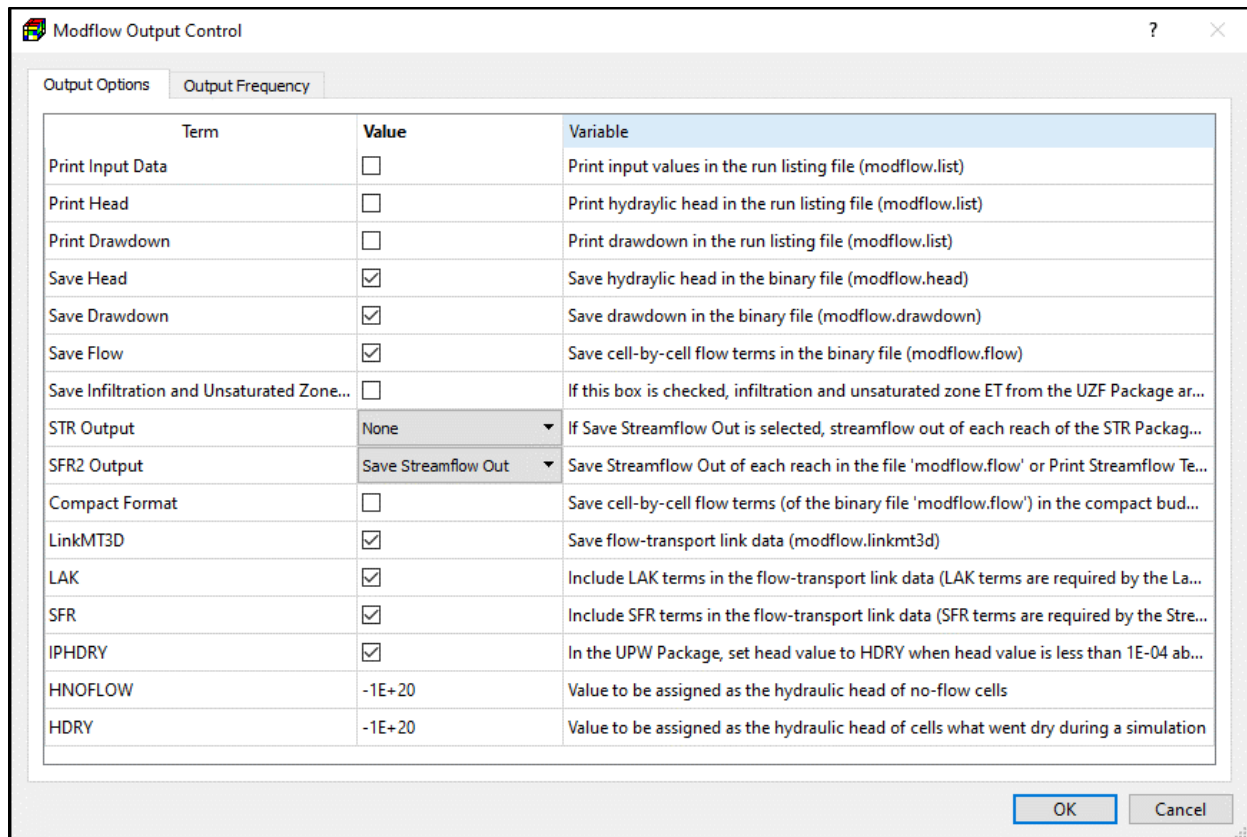 Modflow Output Control ?
Output Options Output Frequency
Term Value Variable
Print Input Data Print input values in the run listing file (modflow.list)
Print Head Print hydraylic head in the run listing file (modflow.list)
Print Drawdown Print drawdown in the run listing file (modflow.list)
Save Head Save hydraylic head in the binary file (modflow.head)
Save Drawdown Save drawdown in the binary file (modflow.drawdown)
Save Flow Save cell-by-cell flow terms in the binary file (modflow.flow)
Save Infiltration and Unsaturated Zone... If this box is checked, infiltration and unsaturated zone ET from the UZF Package ar...
STR Output None If Save Streamflow Out is selected, streamflow out of each reach of the STR Packag...
SFR2 Output Save Streamflow Out Save Streamflow Out of each reach in the file 'modflow.flow' or Print Streamflow Te...
Compact Format Save cell-by-cell flow terms (of the binary file 'modflow.flow') in the compact bud...
LinkMT3D Save flow-transport link data (modflow.linkmt3d)
LAK Include LAK terms in the flow-transport link data (LAK terms are required by the La...
SFR Include SFR terms in the flow-transport link data (SFR terms are required by the Stre...
IPHDRY In the UPW Package, set head value to HDRY when head value is less than 1E-04 ab...
HNOFLOW -1E+20 Value to be assigned as the hydraulic head of no-flow cells
HDRY -1E+20 Value to be assigned as the hydraulic head of cells what went dry during a simulation
OK Cancel